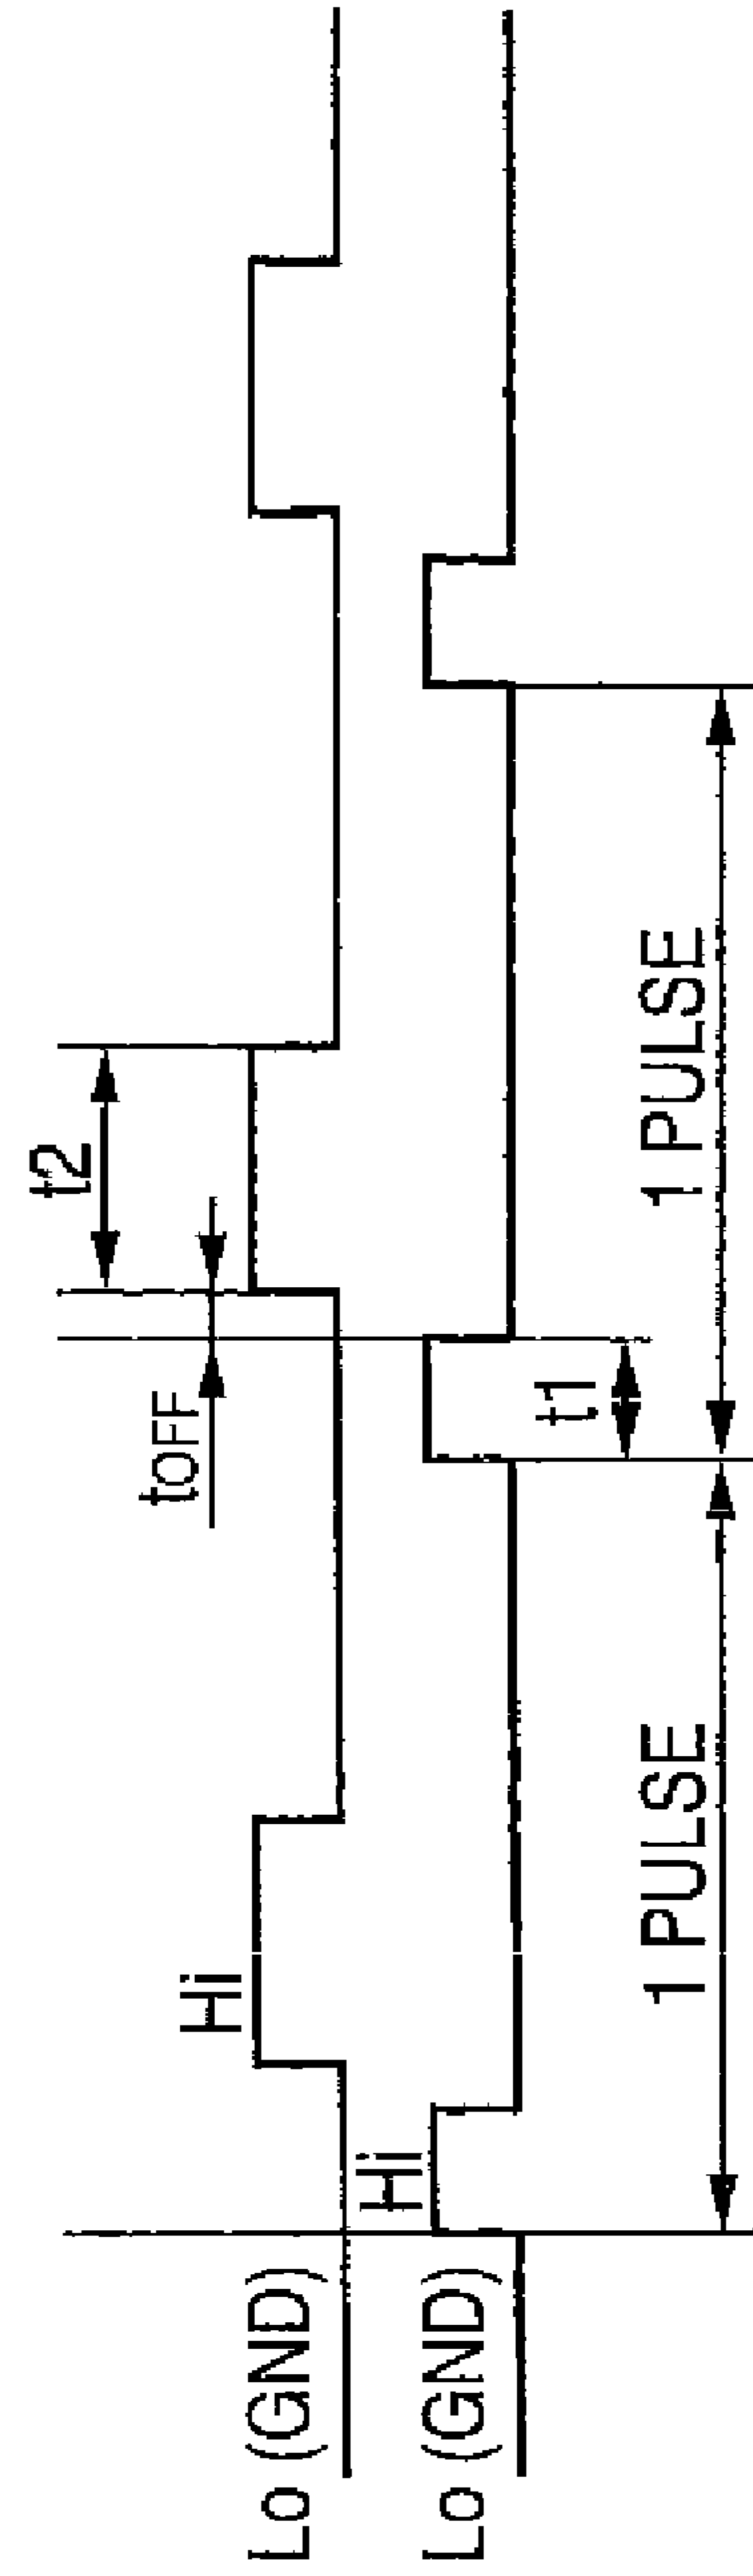 t2
tOFF
Hi
Lo (GND)
Hi
Lo (GND)
t1
1 PULSE
1 PULSE